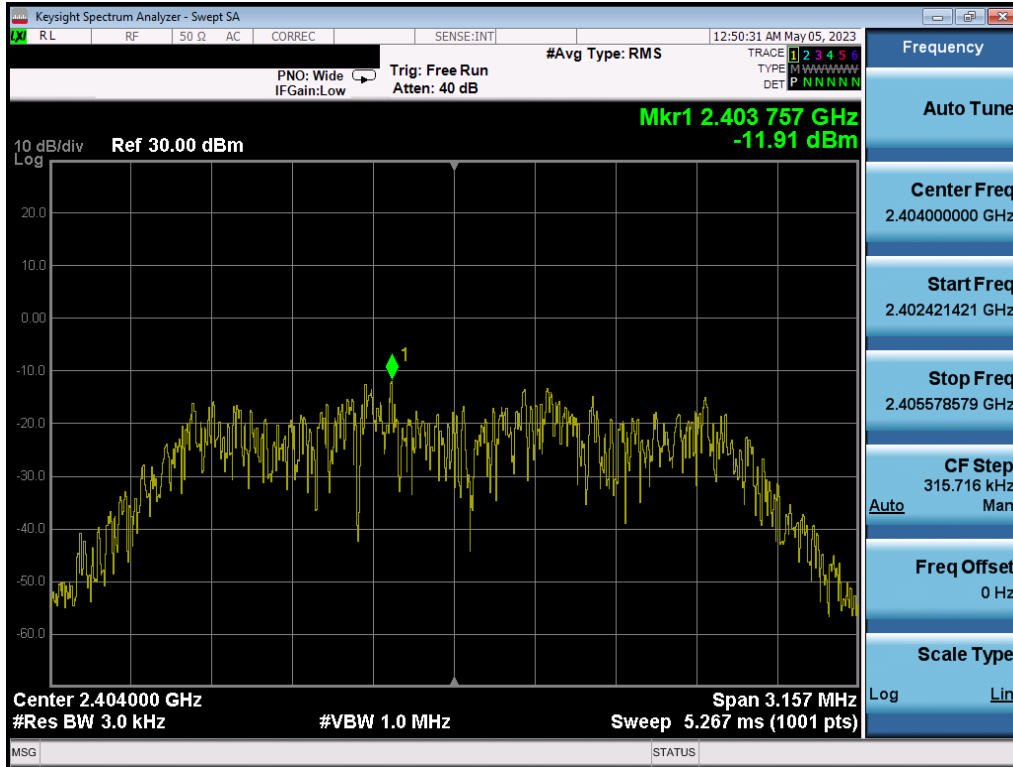 Keysight Spectrum Analyzer - Swept SA
LXI RL RF 50 Ω AC CORREC SENSE:INT 12:50:31 AM May 05, 2023
#Avg Type: RMS TRACE 1 2 3 4 5 6
PNO: Wide Trig: Free Run TYPE M WWWWW
IFGain:Low Atten: 40 dB DET P N N N N N
Mkr1 2.403 757 GHz
-11.91 dBm
10 dB/div Ref 30.00 dBm
Log
20.0
10.0
0.00
-10.0
-20.0
-30.0
-40.0
-50.0
-60.0
1
Center 2.404000 GHz Span 3.157 MHz
#Res BW 3.0 kHz #VBW 1.0 MHz Sweep 5.267 ms (1001 pts)
MSG STATUS
Frequency
Auto Tune
Center Freq
2.404000000 GHz
Start Freq
2.402421421 GHz
Stop Freq
2.405578579 GHz
CF Step
315.716 kHz
Auto Man
Freq Offset
0 Hz
Scale Type
Log Lin